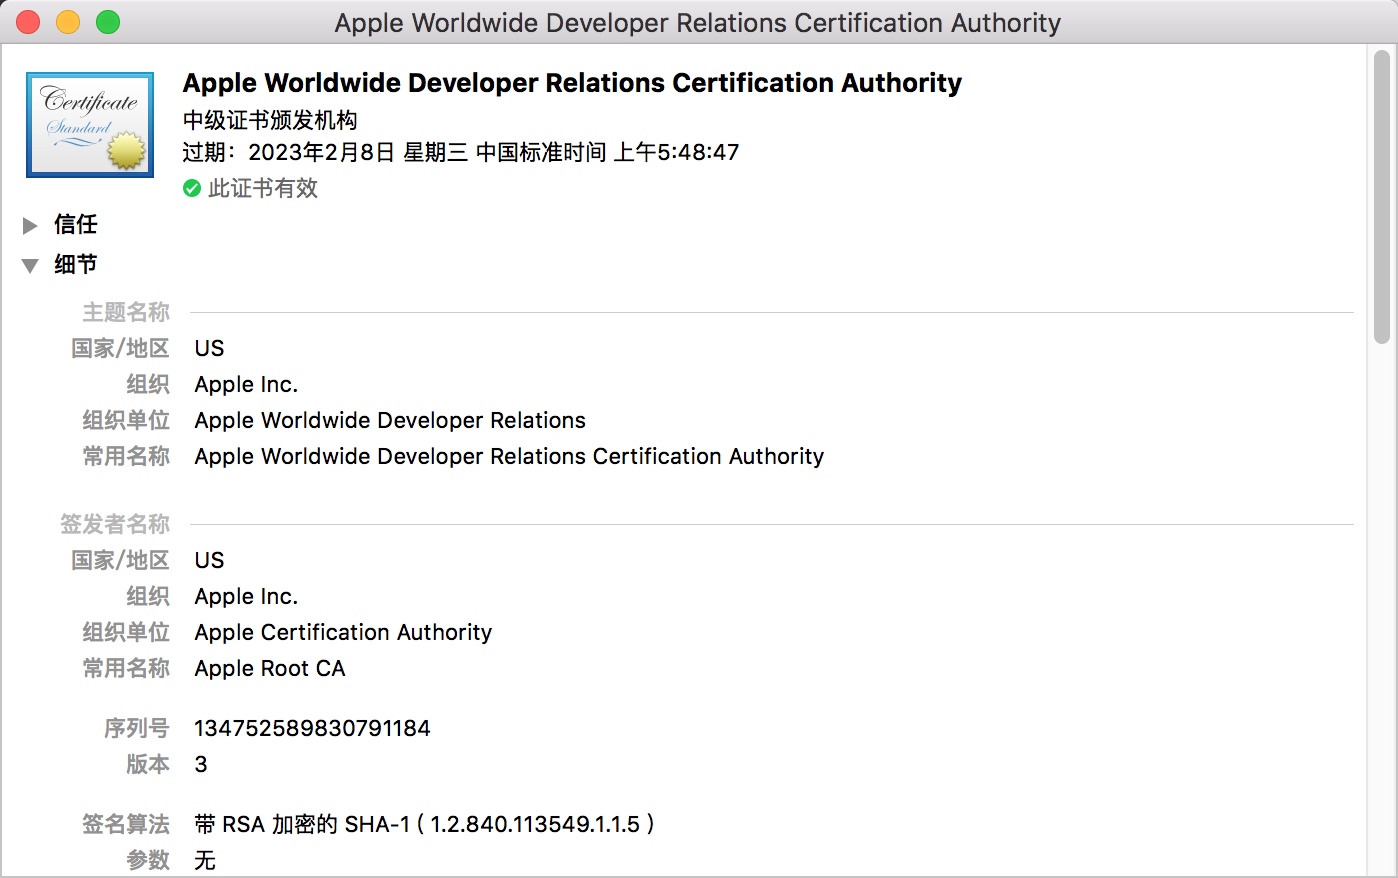 Apple Worldwide Developer Relations Certification Authority
Certificate
Standard
Apple Worldwide Developer Relations Certification Authority
中级证书颁发机构
过期：2023年2月8日 星期三 中国标准时间 上午5:48:47
此证书有效
信任
细节
主题名称
国家/地区 US
组织 Apple Inc.
组织单位 Apple Worldwide Developer Relations
常用名称 Apple Worldwide Developer Relations Certification Authority
签发者名称
国家/地区 US
组织 Apple Inc.
组织单位 Apple Certification Authority
常用名称 Apple Root CA
序列号 134752589830791184
版本 3
签名算法 带 RSA 加密的 SHA-1 ( 1.2.840.113549.1.1.5 )
参数 无